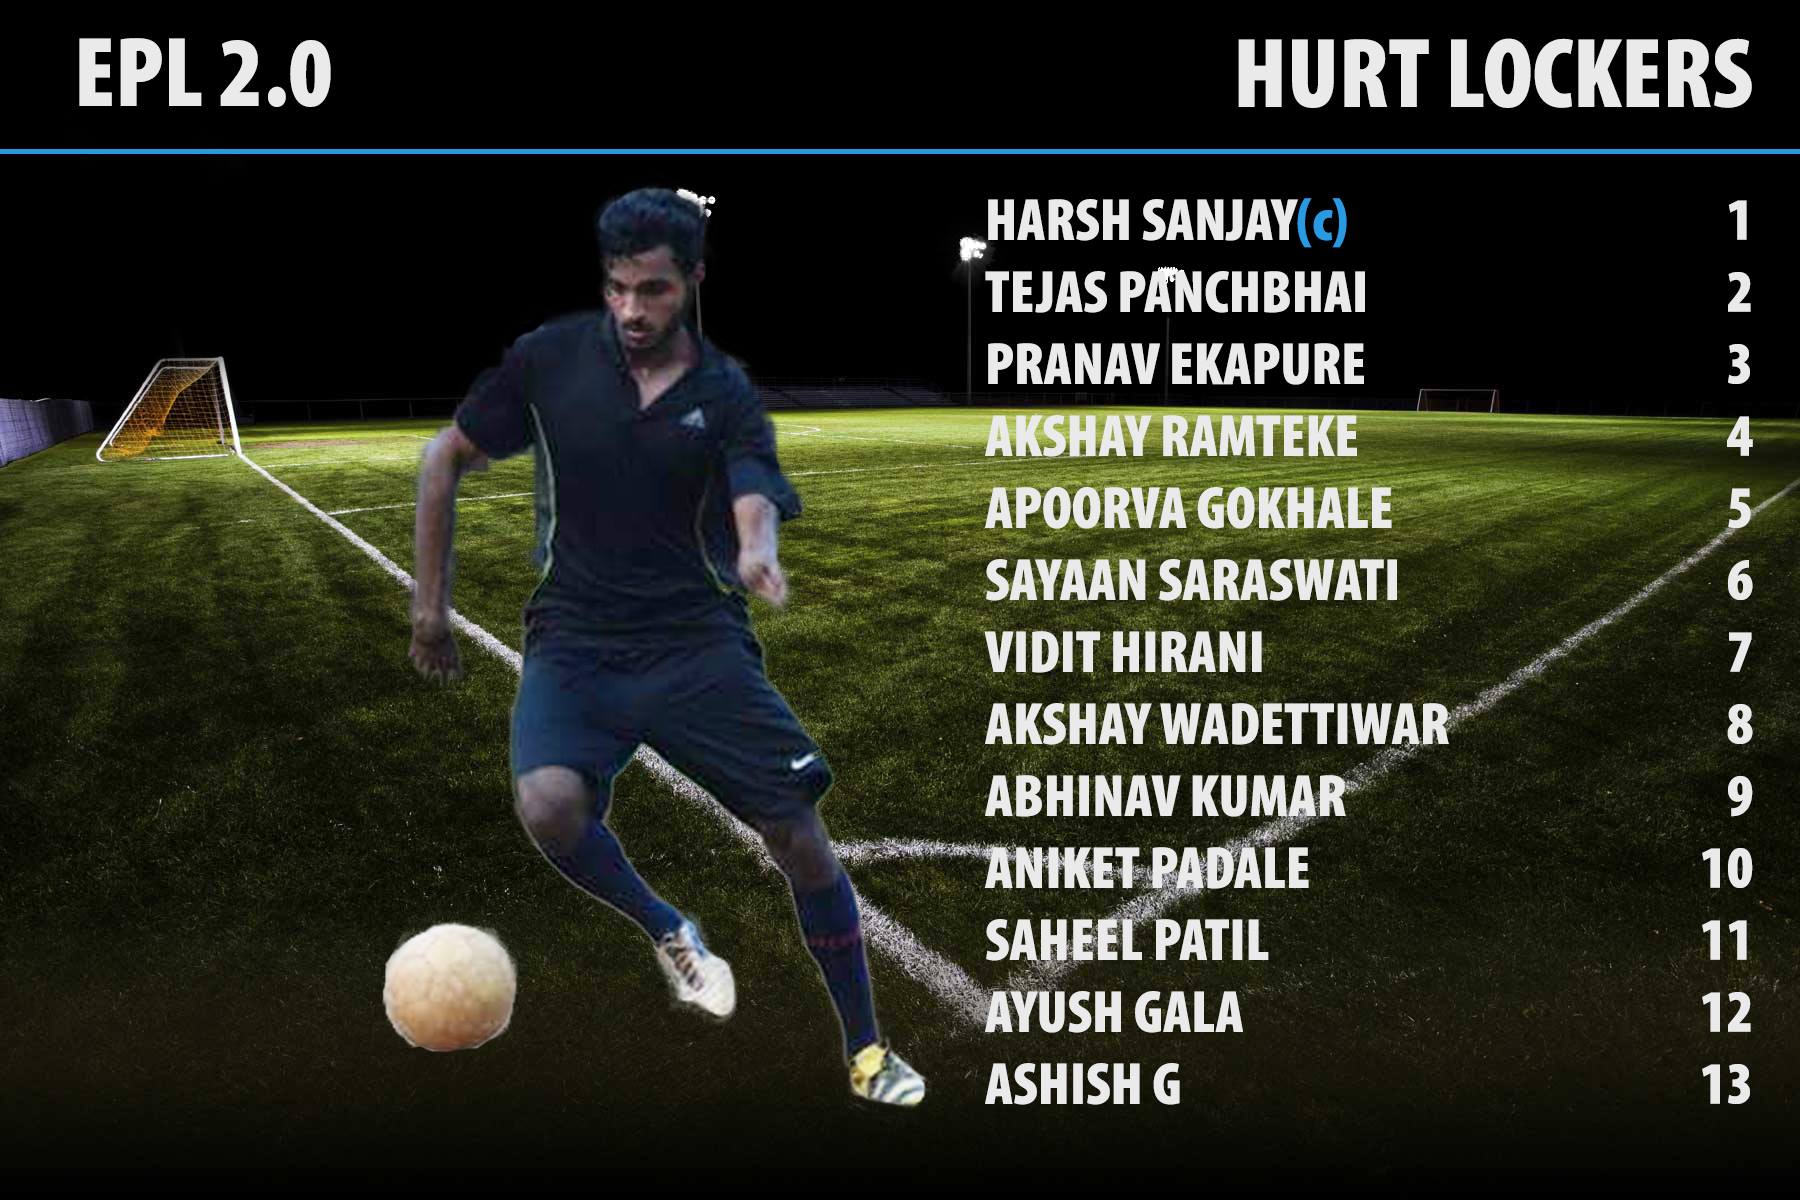 EPL 2.0 HURT LOCKERS
HARSH SANJAY(c) 1
TEJAS PANCHBHAI 2
PRANAV EKAPURE 3
AKSHAY RAMTEKE 4
APOORVA GOKHALE 5
SAYAAN SARASWATI 6
VIDIT HIRANI 7
AKSHAY WADETTIWAR 8
ABHINAV KUMAR 9
ANIKET PADALE 10
SAHEEL PATIL 11
AYUSH GALA 12
ASHISH G 13